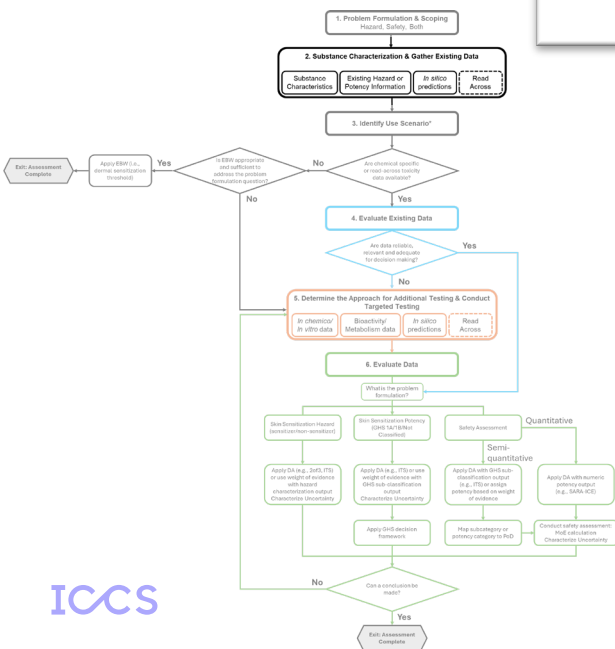 1. Problem Formulation & Scoping
Hazard, Safety, Both
2. Substance Characterization & Gather Existing Data
Substance
Characteristics
Existing Hazard or
Potency Information
In silico
predictions
Read
Across
3. Identify Use Scenario*
Exit: Assessment
Complete
Apply EBW (i.e.,
dermal sensitization
threshold)
Yes
Is EBW appropriate
and sufficient to
address the problem
formulation question?
No
Are chemical specific
or read-across toxicity
data available?
No
Yes
4. Evaluate Existing Data
Are data reliable,
relevant and adequate
for decision making?
Yes
No
5. Determine the Approach for Additional Testing & Conduct
Targeted Testing
In chemico/
In vitro data
Bioactivity/
Metabolism data
In silico
predictions
Read
Across
6. Evaluate Data
What is the problem
formulation?
Skin Sensitization Hazard
(sensitizer/non-sensitizer)
Skin Sensitization Potency
(GHS 1A/1B/Not
Classified)
Safety Assessment
Quantitative
Semi-
quantitative
Apply DA (e.g., 2of3, ITS)
or use weight of evidence
with hazard
characterization output
Characterize Uncertainty
Apply DA (e.g., ITS) or use
weight of evidence with
GHS sub-classification
output
Characterize Uncertainty
Apply DA with GHS sub-
classification output
(e.g., ITS) or assign
potency based on weight
of evidence
Apply DA with numeric
potency output
(e.g., SARA-ICE)
Apply GHS decision
framework
Map subcategory or
potency category to PoD
Conduct safety assessment:
MoE calculation
Characterize Uncertainty
No
Can a conclusion be
made?
Yes
Exit: Assessment
Complete
ICCS